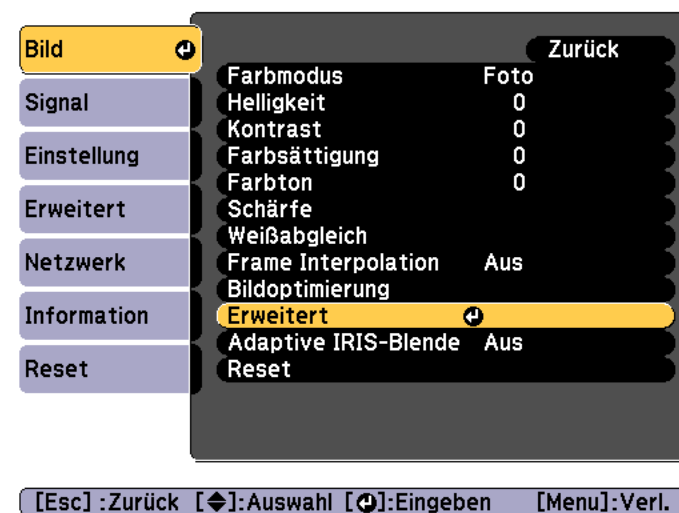 Bild
Signal
Einstellung
Erweitert
Netzwerk
Information
Reset
Zurück
Farbmodus Foto
Helligkeit 0
Kontrast 0
Farbsättigung 0
Farbton 0
Schärfe
Weißabgleich
Frame Interpolation Aus
Bildoptimierung
Erweitert
Adaptive IRIS-Blende Aus
Reset
[Esc] :Zurück [◆]:Auswahl [⏎]:Eingeben [Menu]:Verl.